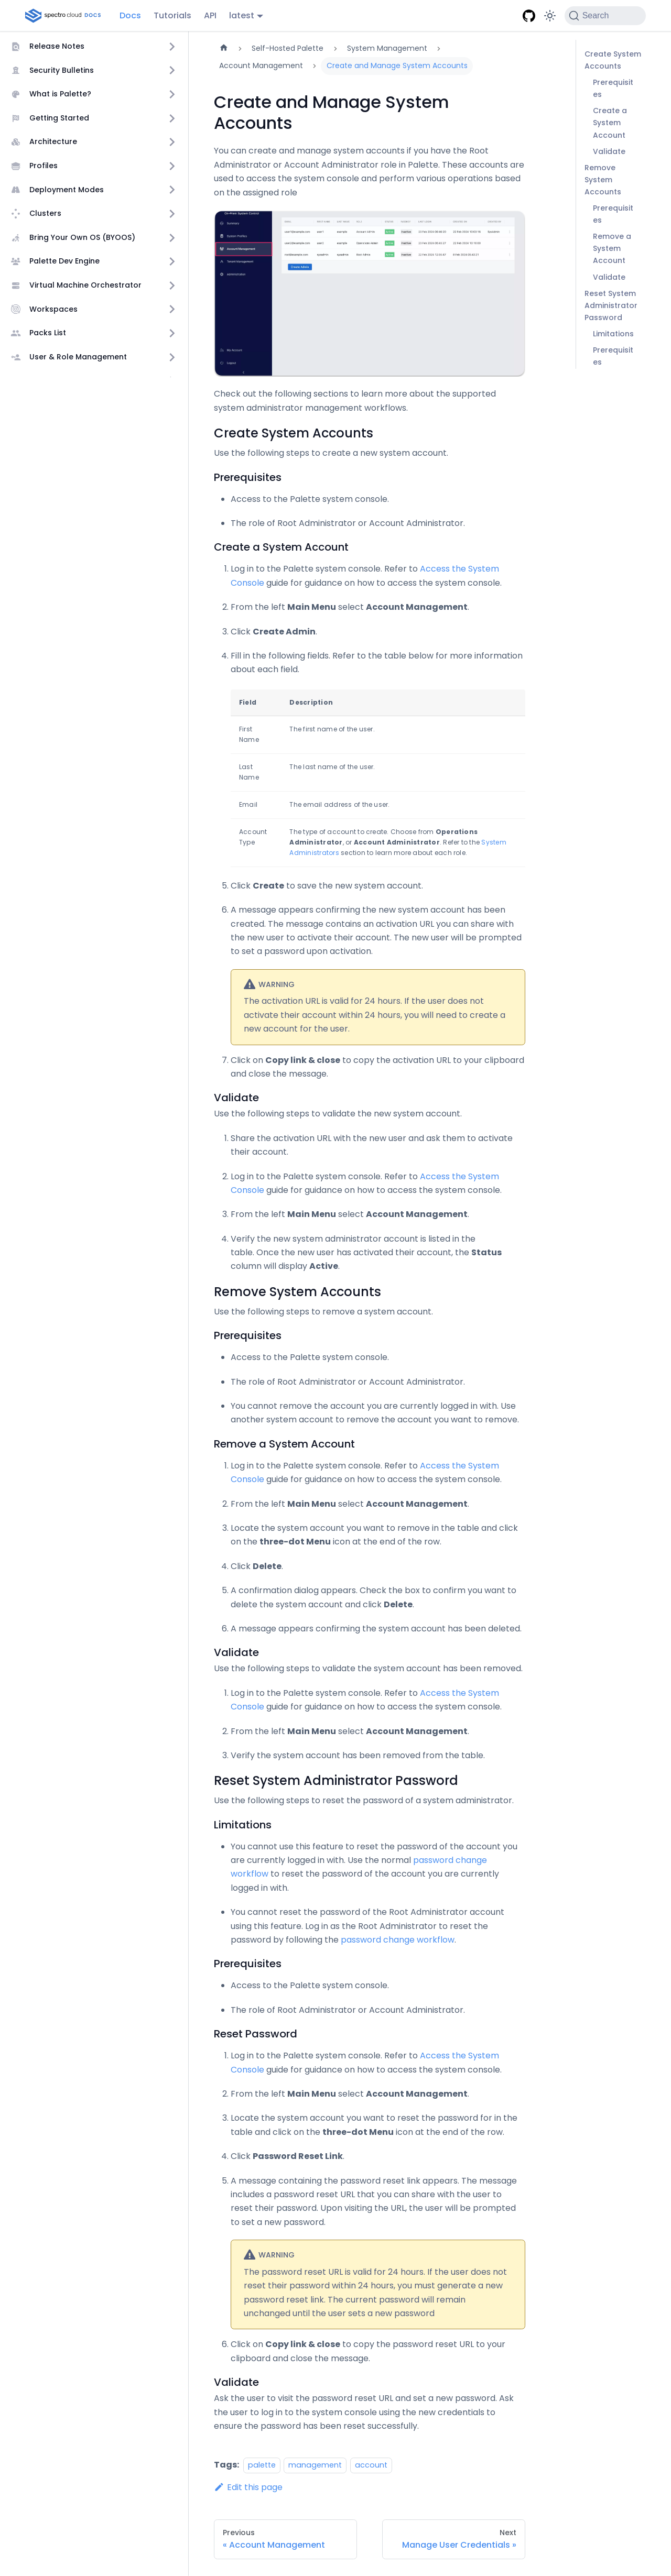 spectro cloud DOCS
Docs
Tutorials
API
latest
Search
Release Notes
Security Bulletins
What is Palette?
Getting Started
Architecture
Profiles
Deployment Modes
Clusters
Bring Your Own OS (BYOOS)
Palette Dev Engine
Virtual Machine Orchestrator
Workspaces
Packs List
User & Role Management
Self-Hosted Palette
System Management
Account Management
Create and Manage System Accounts
Create and Manage System
Accounts
You can create and manage system accounts if you have the Root
Administrator or Account Administrator role in Palette. These accounts are
used to access the system console and perform various operations based
on the assigned role
Summary
System Profiles
Account Management
Tenant Management
Administration
My Account
Logout
Check out the following sections to learn more about the supported
system administrator management workflows.
Create System Accounts
Use the following steps to create a new system account.
Prerequisites
• Access to the Palette system console.
• The role of Root Administrator or Account Administrator.
Create a System Account
1. Log in to the Palette system console. Refer to Access the System
Console guide for guidance on how to access the system console.
2. From the left Main Menu select Account Management.
3. Click Create Admin.
4. Fill in the following fields. Refer to the table below for more information
about each field.
Field Description
First
Name
The first name of the user.
Last
Name
The last name of the user.
Email The email address of the user.
Account
Type
The type of account to create. Choose from Operations
Administrator, or Account Administrator. Refer to the System
Administrators section to learn more about each role.
5. Click Create to save the new system account.
6. A message appears confirming the new system account has been
created. The message contains an activation URL you can share with
the new user to activate their account. The new user will be prompted
to set a password upon activation.
WARNING
The activation URL is valid for 24 hours. If the user does not
activate their account within 24 hours, you will need to create a
new account for the user.
7. Click on Copy link & close to copy the activation URL to your clipboard
and close the message.
Validate
Use the following steps to validate the new system account.
1. Share the activation URL with the new user and ask them to activate
their account.
2. Log in to the Palette system console. Refer to Access the System
Console guide for guidance on how to access the system console.
3. From the left Main Menu select Account Management.
4. Verify the new system administrator account is listed in the
table. Once the new user has activated their account, the Status
column will display Active.
Remove System Accounts
Use the following steps to remove a system account.
Prerequisites
• Access to the Palette system console.
• The role of Root Administrator or Account Administrator.
• You cannot remove the account you are currently logged in with. Use
another system account to remove the account you want to remove.
Remove a System Account
1. Log in to the Palette system console. Refer to Access the System
Console guide for guidance on how to access the system console.
2. From the left Main Menu select Account Management.
3. Locate the system account you want to remove in the table and click
on the three-dot Menu icon at the end of the row.
4. Click Delete.
5. A confirmation dialog appears. Check the box to confirm you want to
delete the system account and click Delete.
6. A message appears confirming the system account has been deleted.
Validate
Use the following steps to validate the system account has been removed.
1. Log in to the Palette system console. Refer to Access the System
Console guide for guidance on how to access the system console.
2. From the left Main Menu select Account Management.
3. Verify the system account has been removed from the table.
Reset System Administrator Password
Use the following steps to reset the password of a system administrator.
Limitations
• You cannot use this feature to reset the password of the account you
are currently logged in with. Use the normal password change
workflow to reset the password of the account you are currently
logged in with.
• You cannot reset the password of the Root Administrator account
using this feature. Log in as the Root Administrator to reset the
password by following the password change workflow.
Prerequisites
• Access to the Palette system console.
• The role of Root Administrator or Account Administrator.
Reset Password
1. Log in to the Palette system console. Refer to Access the System
Console guide for guidance on how to access the system console.
2. From the left Main Menu select Account Management.
3. Locate the system account you want to reset the password for in the
table and click on the three-dot Menu icon at the end of the row.
4. Click Password Reset Link.
5. A message containing the password reset link appears. The message
includes a password reset URL that you can share with the user to
reset their password. Upon visiting the URL, the user will be prompted
to set a new password.
WARNING
The password reset URL is valid for 24 hours. If the user does not
reset their password within 24 hours, you must generate a new
password reset link. The current password will remain
unchanged until the user sets a new password
6. Click on Copy link & close to copy the password reset URL to your
clipboard and close the message.
Validate
Ask the user to visit the password reset URL and set a new password. Ask
the user to log in to the system console using the new credentials to
ensure the password has been reset successfully.
Tags: palette management account
Edit this page
Previous
« Account Management
Next
Manage User Credentials »
Create System
Accounts
Prerequisit
es
Create a
System
Account
Validate
Remove
System
Accounts
Prerequisit
es
Remove a
System
Account
Validate
Reset System
Administrator
Password
Limitations
Prerequisit
es